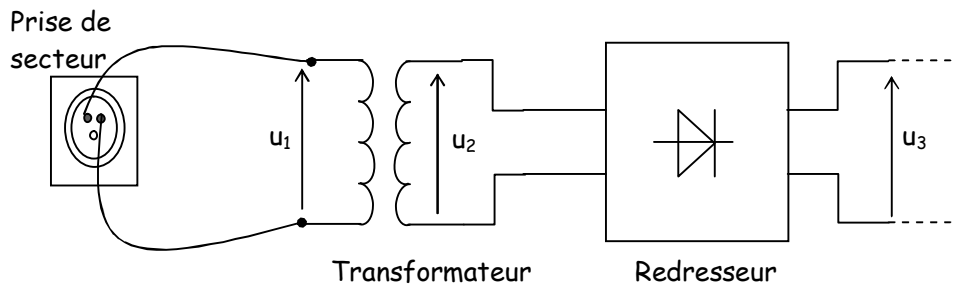 Prise de
secteur
u1
u2
u3
Transformateur
Redresseur